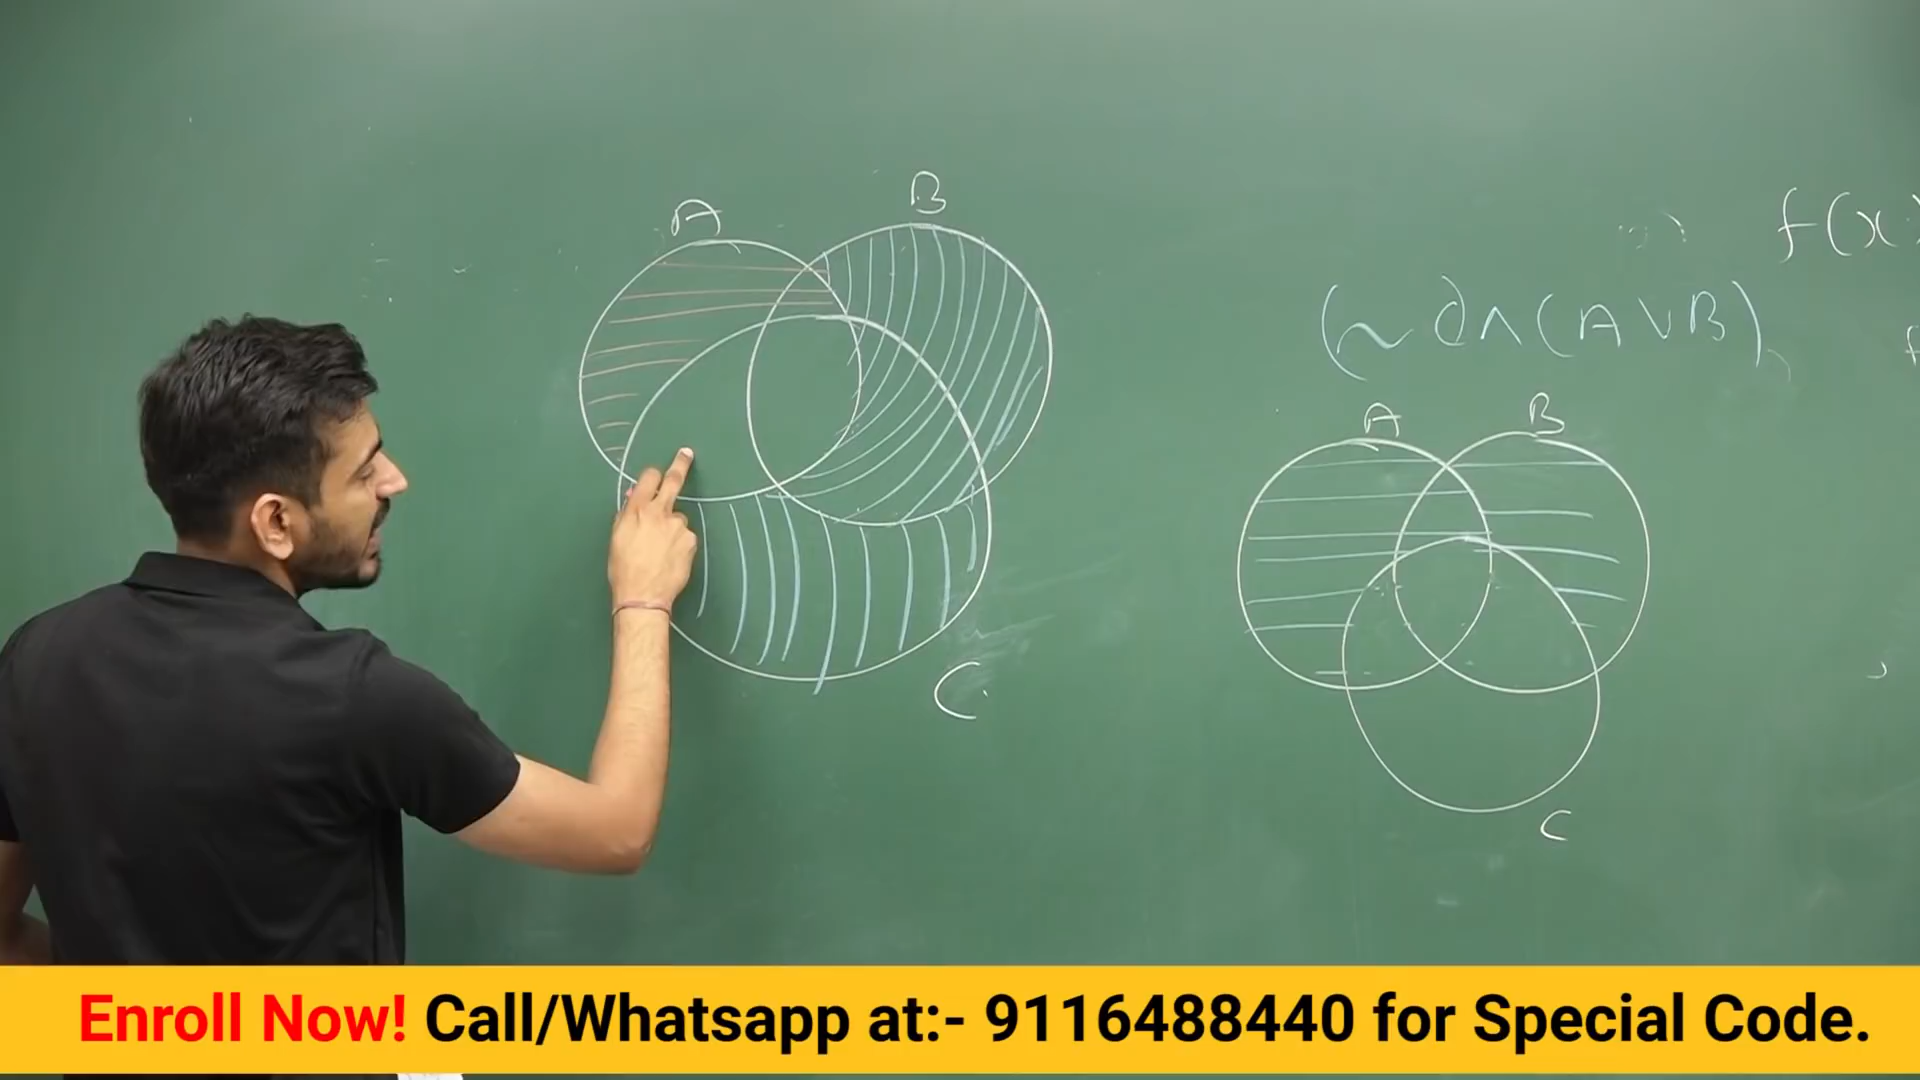 A
B
C
f(x)
(~C∧(A∨B)
A
B
C
Enroll Now! Call/Whatsapp at:- 9116488440 for Special Code.